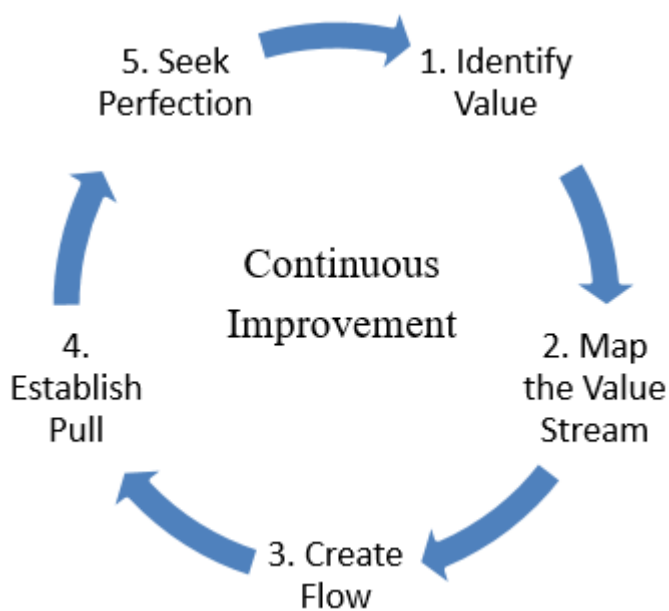 5. Seek
Perfection
1. Identify
Value
Continuous
Improvement
2. Map
the Value
Stream
3. Create
Flow
4.
Establish
Pull